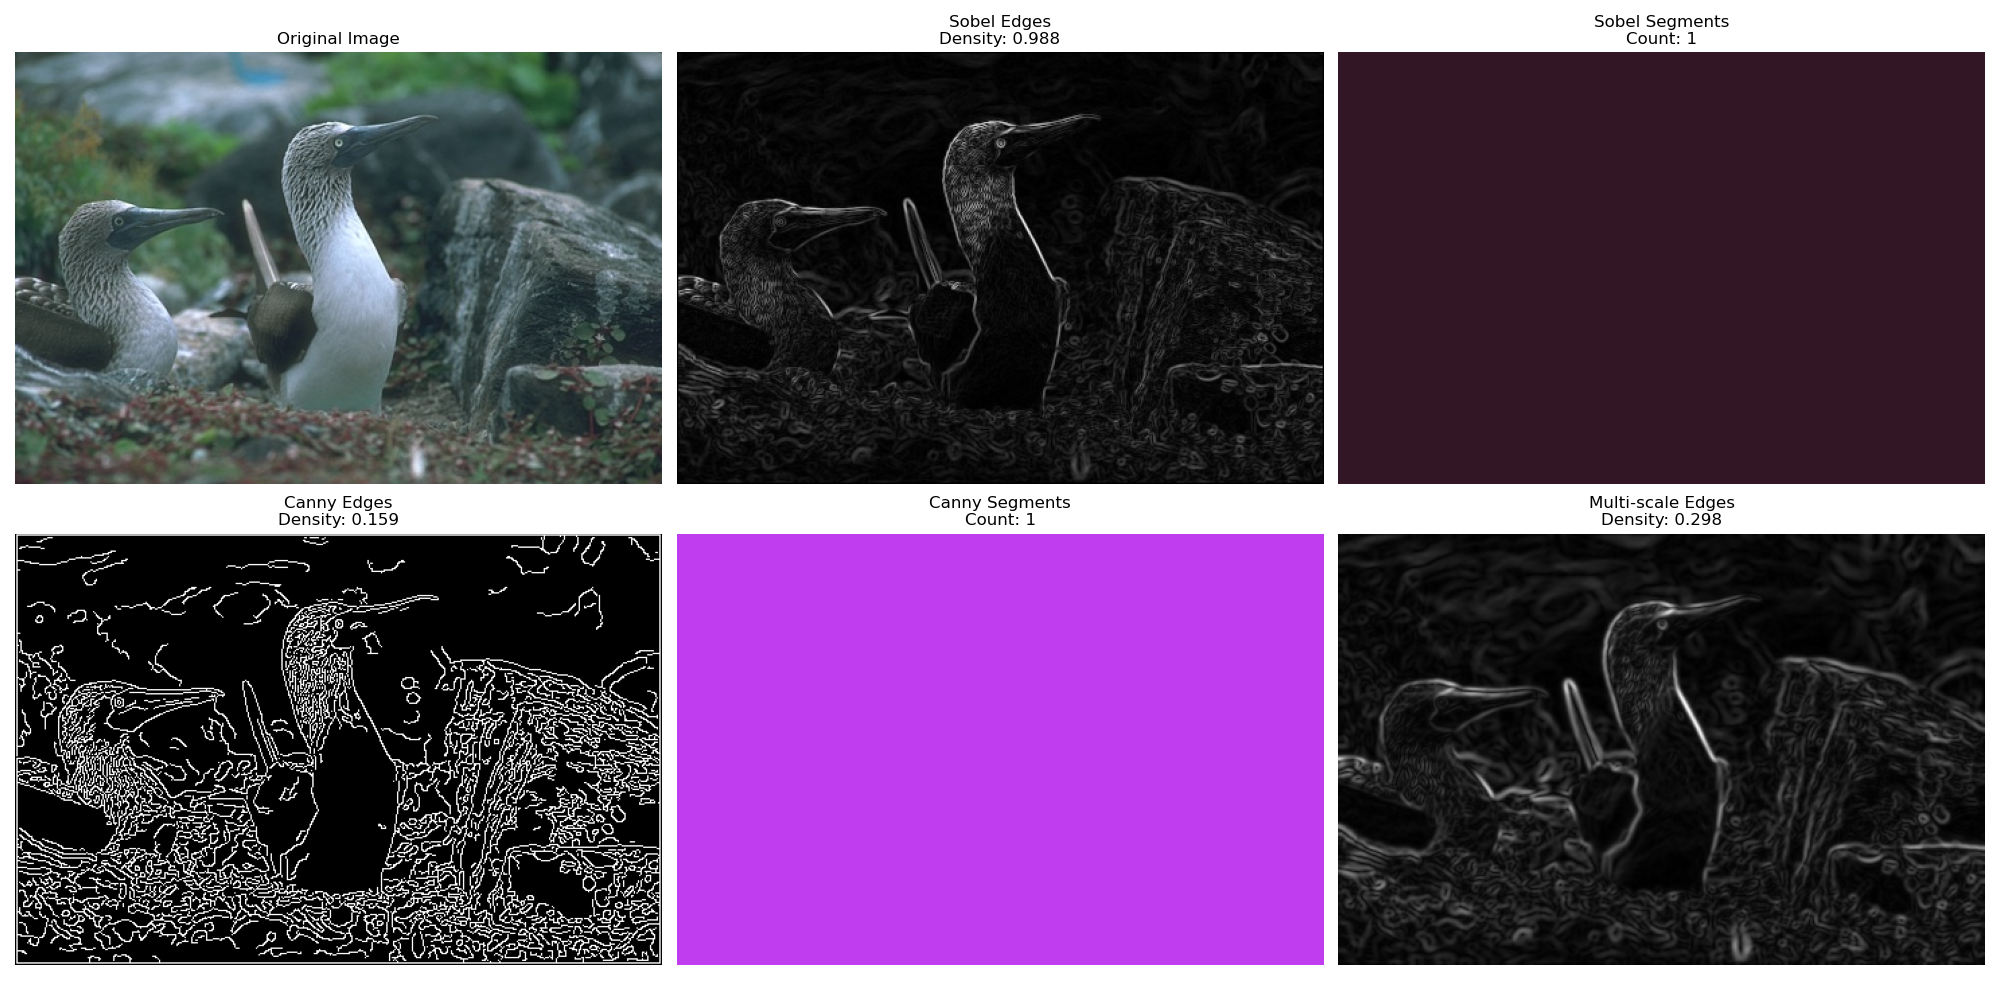 Original Image
Sobel Edges
Density: 0.988
Sobel Segments
Count: 1
Canny Edges
Density: 0.159
Canny Segments
Count: 1
Multi-scale Edges
Density: 0.298